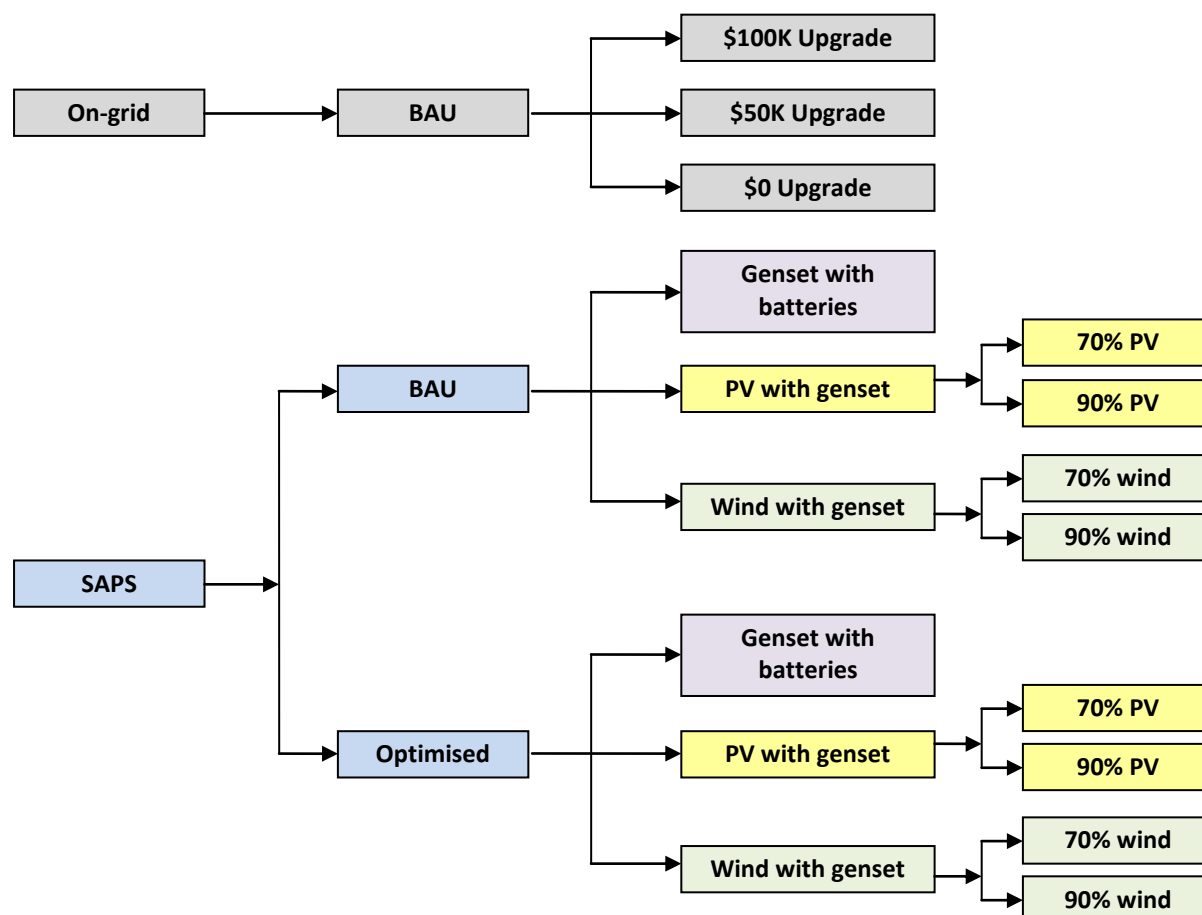 $100K Upgrade
On-grid
BAU
$50K Upgrade
$0 Upgrade
Genset with
batteries
70% PV
BAU
PV with genset
90% PV
70% wind
Wind with genset
90% wind
SAPS
Genset with
batteries
70% PV
Optimised
PV with genset
90% PV
70% wind
Wind with genset
90% wind